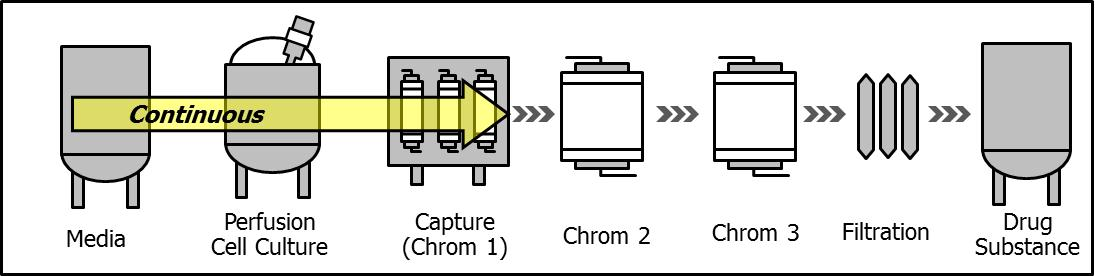 Continuous
Media
Perfusion
Cell Culture
Capture
(Chrom 1)
Chrom 2
Chrom 3
Filtration
Drug
Substance